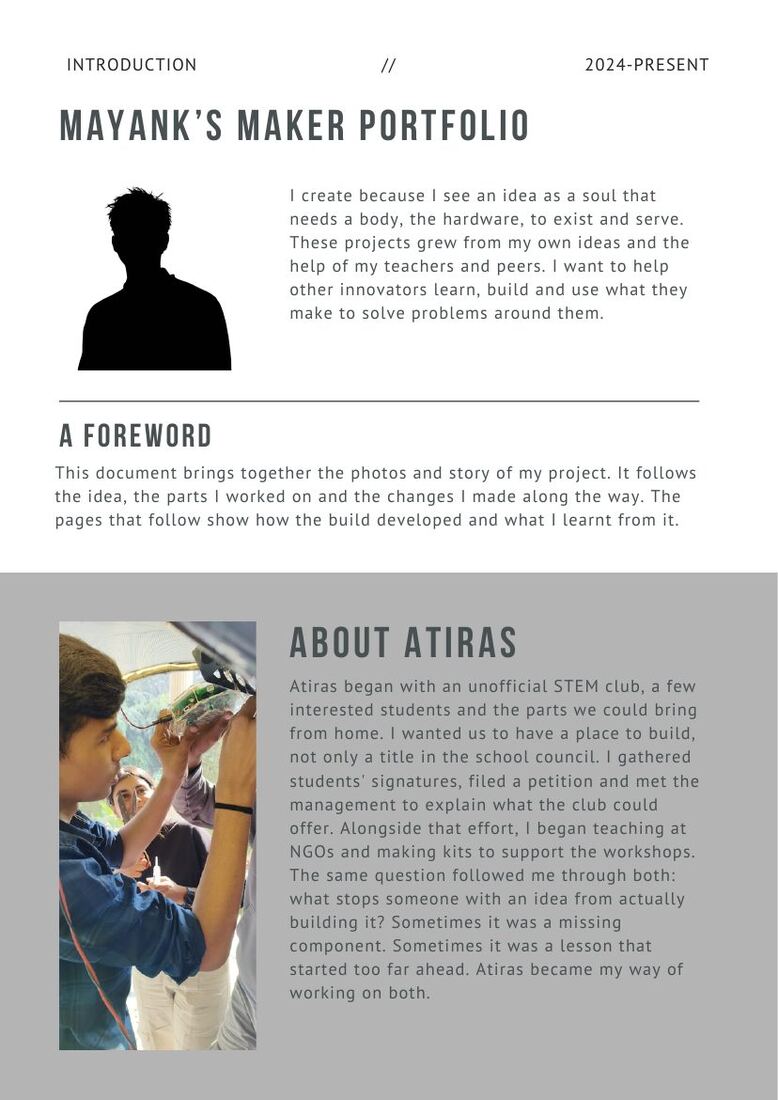 INTRODUCTION // 2024-PRESENT
MAYANK’S MAKER PORTFOLIO
I create because I see an idea as a soul that
needs a body, the hardware, to exist and serve.
These projects grew from my own ideas and the
help of my teachers and peers. I want to help
other innovators learn, build and use what they
make to solve problems around them.
A FOREWORD
This document brings together the photos and story of my project. It follows
the idea, the parts I worked on and the changes I made along the way. The
pages that follow show how the build developed and what I learnt from it.
ABOUT ATIRAS
Atiras began with an unofficial STEM club, a few
interested students and the parts we could bring
from home. I wanted us to have a place to build,
not only a title in the school council. I gathered
students' signatures, filed a petition and met the
management to explain what the club could
offer. Alongside that effort, I began teaching at
NGOs and making kits to support the workshops.
The same question followed me through both:
what stops someone with an idea from actually
building it? Sometimes it was a missing
component. Sometimes it was a lesson that
started too far ahead. Atiras became my way of
working on both.